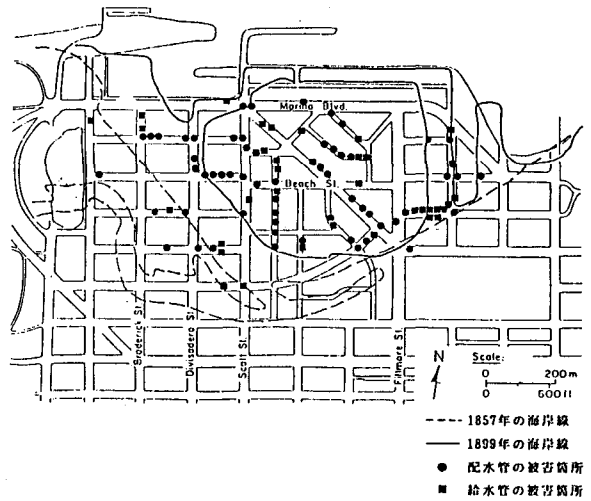 Marina Blvd.
Beach St.
Broderick St.
Divisadero St.
Scott St.
Fillmore St.
N
Scale:
0 200m
0 600ft
1857年の海岸線
1899年の海岸線
配水管の被害箇所
給水管の被害箇所